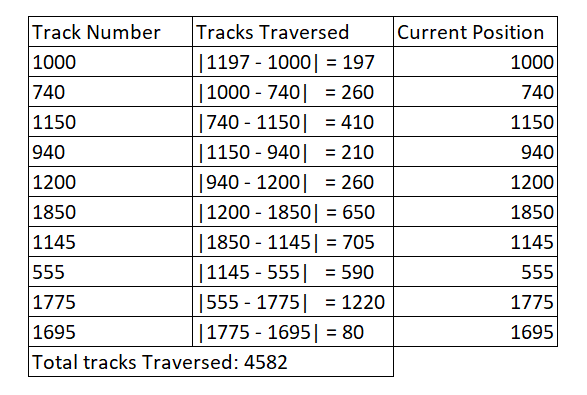 Track Number Tracks Traversed Current Position
1000 |1197 - 1000| = 197 1000
740 |1000 - 740| = 260 740
1150 |740 - 1150| = 410 1150
940 |1150 - 940| = 210 940
1200 |940 - 1200| = 260 1200
1850 |1200 - 1850| = 650 1850
1145 |1850 - 1145| = 705 1145
555 |1145 - 555| = 590 555
1775 |555 - 1775| = 1220 1775
1695 |1775 - 1695| = 80 1695
Total tracks Traversed: 4582